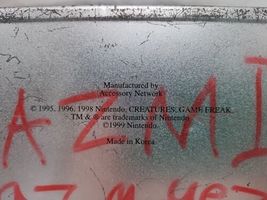 Manufactured by
Accessory Network
© 1995, 1996, 1998 Nintendo, CREATURES, GAME FREAK.
TM & ® are trademarks of Nintendo.
©1999 Nintendo.
Made in Korea
AZMI